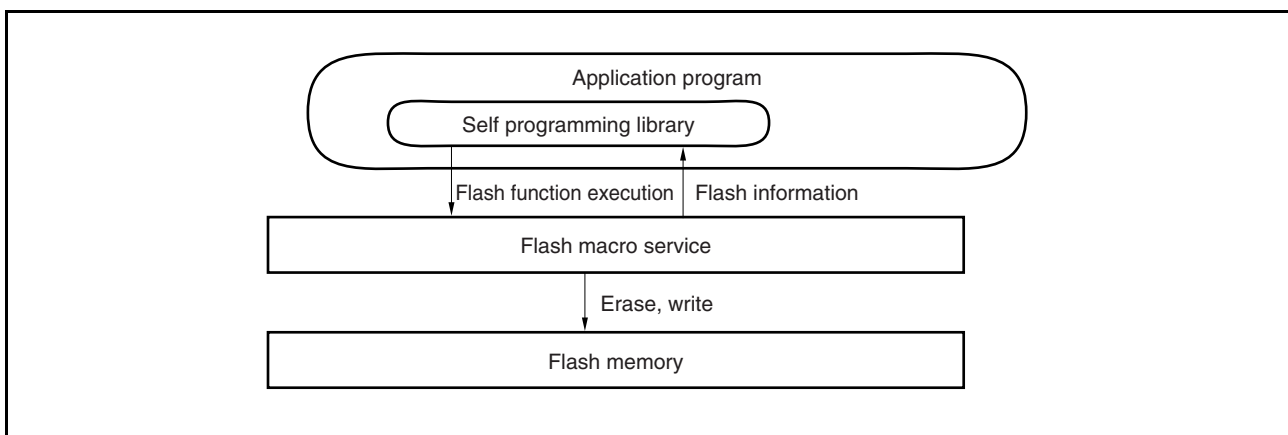 Application program
Self programming library
Flash function execution
Flash information
Flash macro service
Erase, write
Flash memory